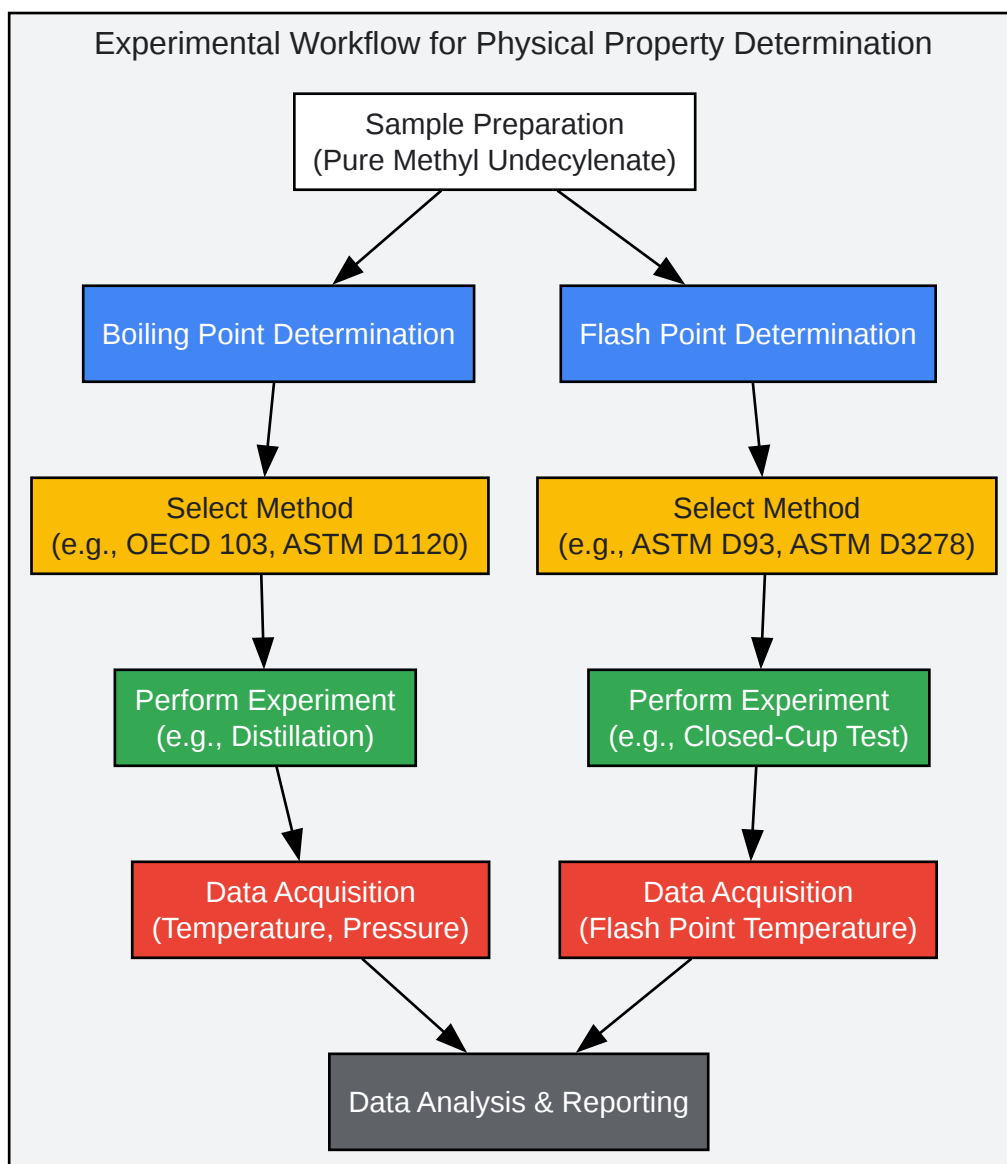 Experimental Workflow for Physical Property Determination
Sample Preparation
(Pure Methyl Undecylenate)
Boiling Point Determination
Flash Point Determination
Select Method
(e.g., OECD 103, ASTM D1120)
Select Method
(e.g., ASTM D93, ASTM D3278)
Perform Experiment
(e.g., Distillation)
Perform Experiment
(e.g., Closed-Cup Test)
Data Acquisition
(Temperature, Pressure)
Data Acquisition
(Flash Point Temperature)
Data Analysis & Reporting